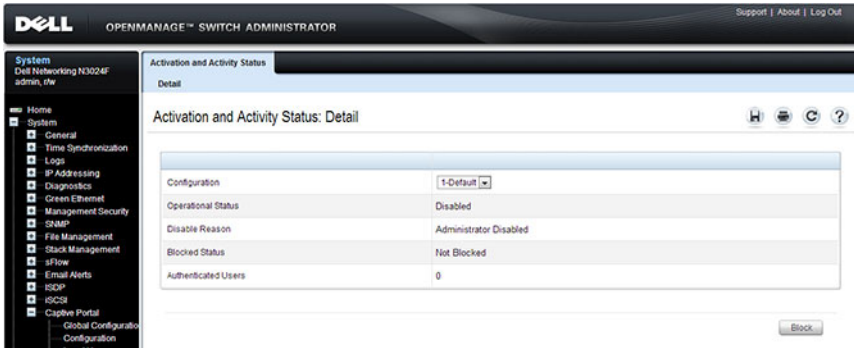 Support | About | Log Out
DELL OPENMANAGE™ SWITCH ADMINISTRATOR
System
Dell Networking N3024F
admin, r/w
Home
System
General
Time Synchronization
Logs
IP Addressing
Diagnostics
Green Ethernet
Management Security
SNMP
File Management
Stack Management
sFlow
Email Alerts
ISDP
iSCSI
Captive Portal
Global Configuratio
Configuration
Activation and Activity Status
Detail
Activation and Activity Status: Detail
?
Configuration 1-Default
Operational Status Disabled
Disable Reason Administrator Disabled
Blocked Status Not Blocked
Authenticated Users 0
Block